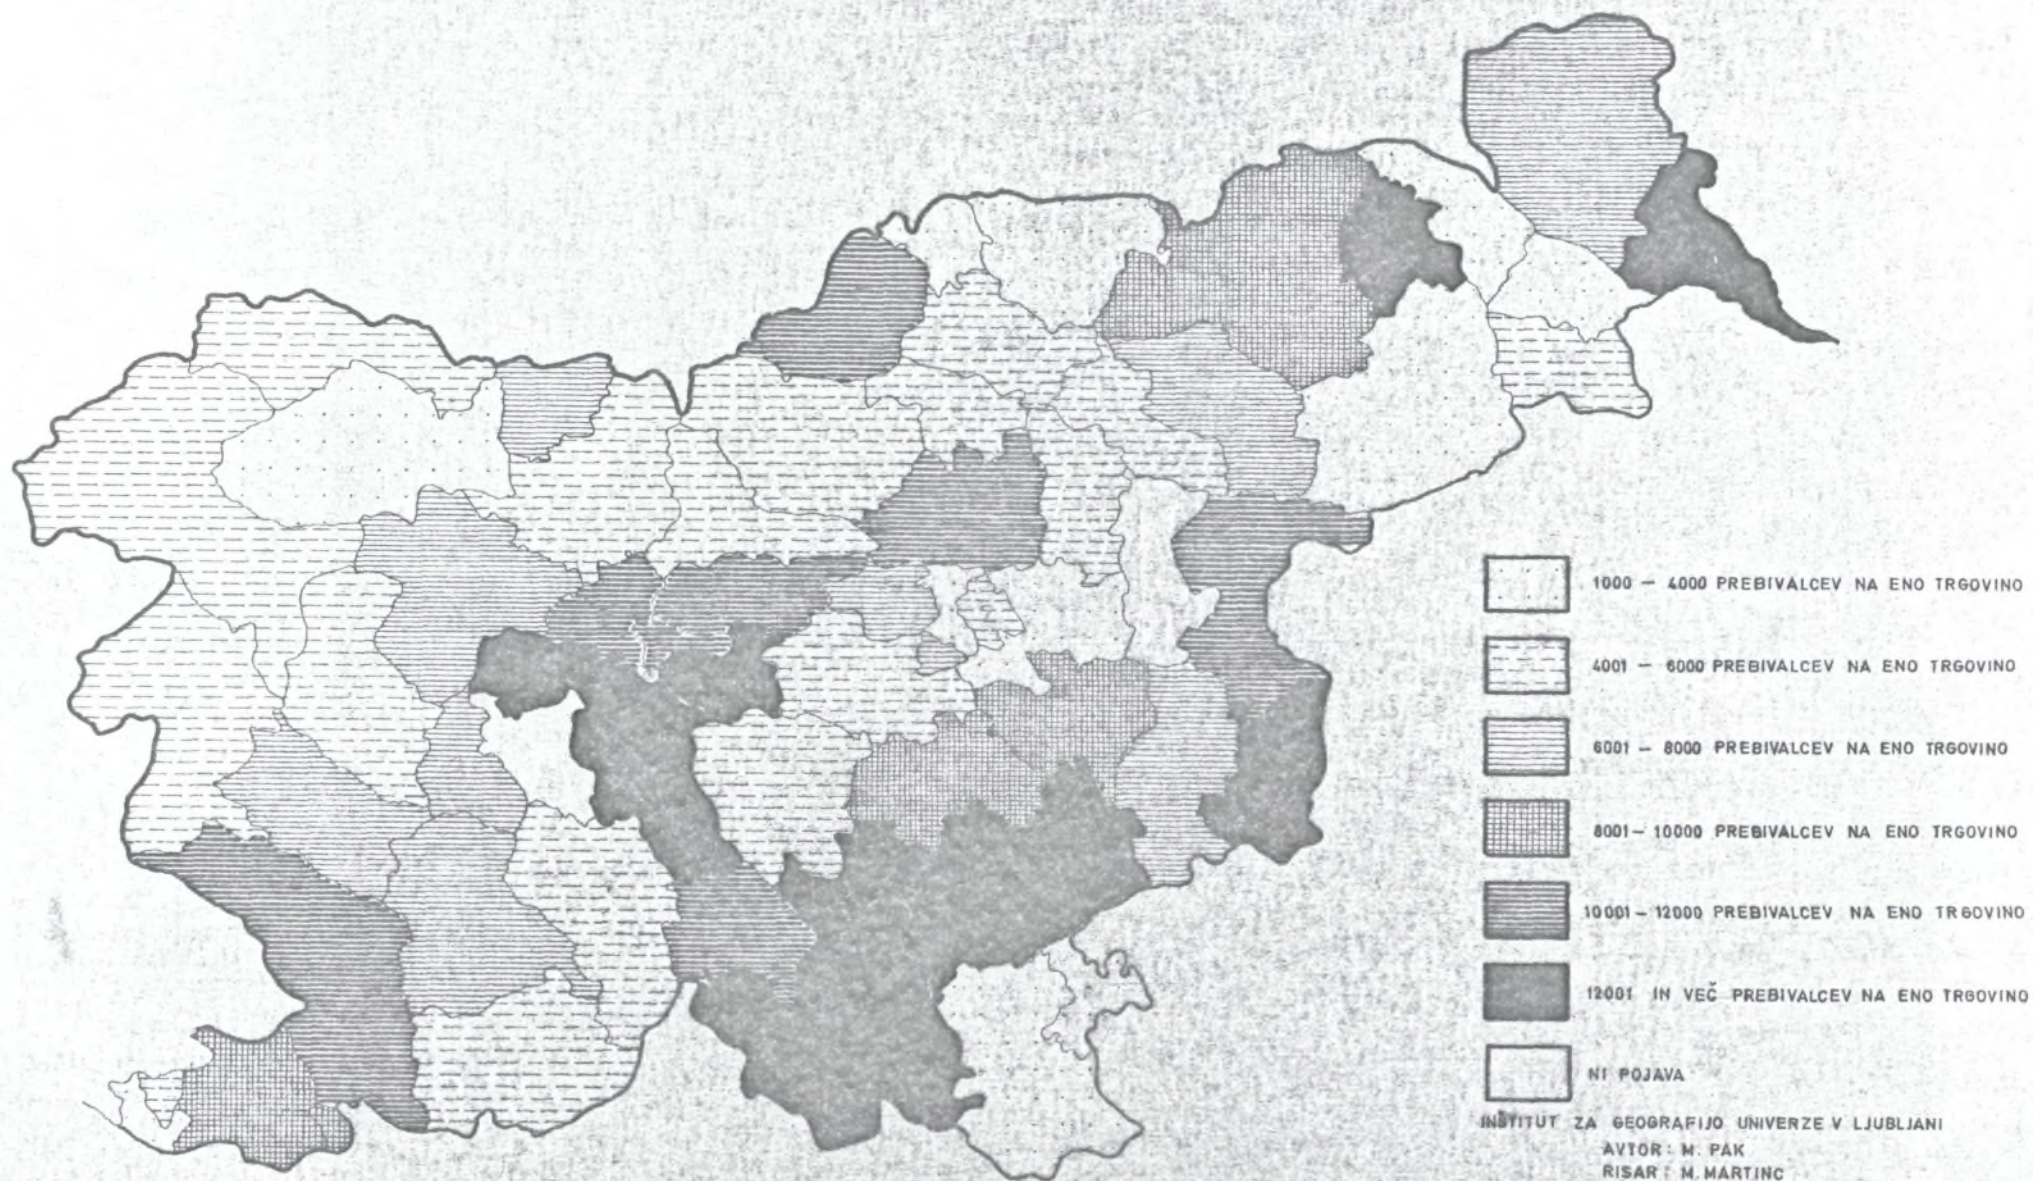 1000 – 4000 PREBIVALCEV NA ENO TRGOVINO
4001 – 6000 PREBIVALCEV NA ENO TRGOVINO
6001 – 8000 PREBIVALCEV NA ENO TRGOVINO
8001 – 10000 PREBIVALCEV NA ENO TRGOVINO
10001 – 12000 PREBIVALCEV NA ENO TRGOVINO
12001 IN VEČ PREBIVALCEV NA ENO TRGOVINO
NI POJAVA
INŠTITUT ZA GEOGRAFIJO UNIVERZE V LJUBLJANI
AVTOR: M. PAK
RISAR: M. MARTINC